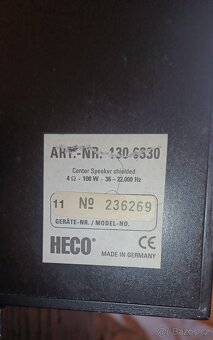 ART.-NR. 130-6330
Center Speaker shielded
4 Ω - 100 W - 36 - 22.000 Hz
11 № 236269
GERÄTE-NR. / MODEL-NO.
HECO® CE
MADE IN GERMANY
Bazoš.cz